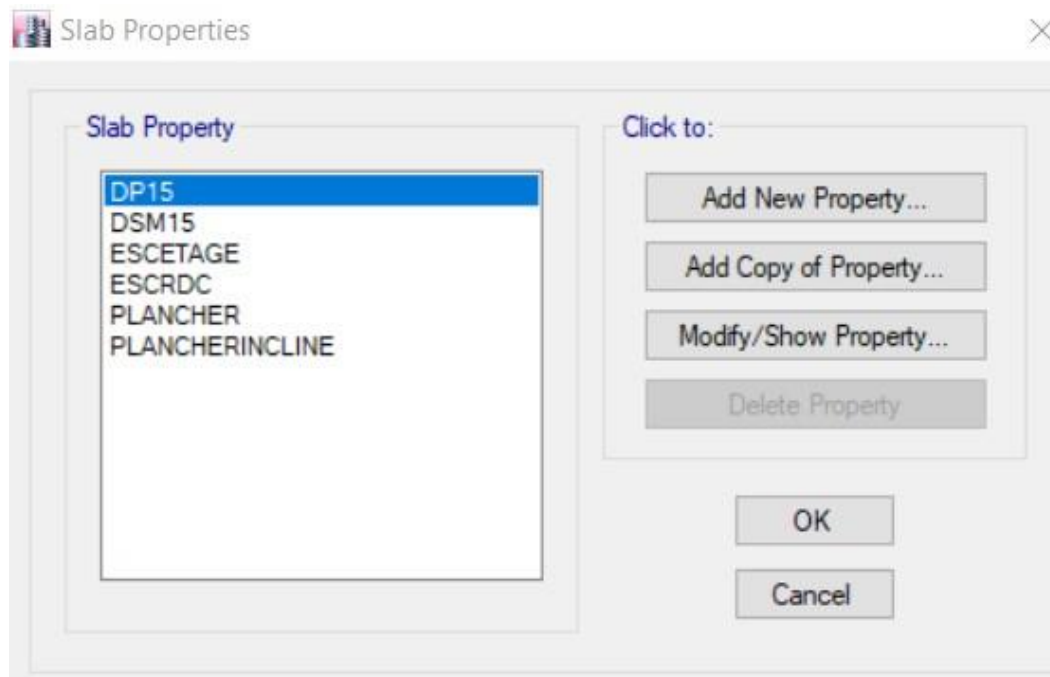 Slab Properties
Slab Property
DP15
DSM15
ESCETAGE
ESCRDC
PLANCHER
PLANCHERINCLINE
Click to:
Add New Property...
Add Copy of Property...
Modify/Show Property...
Delete Property
OK
Cancel